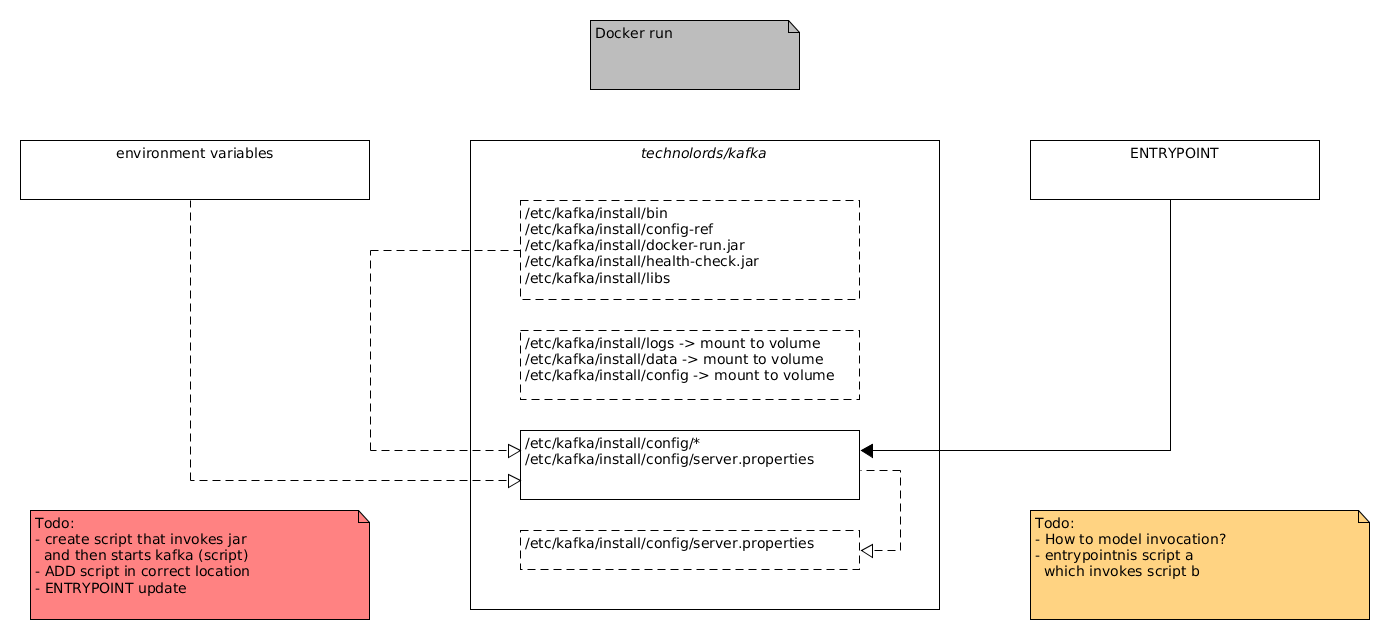 Docker run
environment variables
technolords/kafka
ENTRYPOINT
/etc/kafka/install/bin
/etc/kafka/install/config-ref
/etc/kafka/install/docker-run.jar
/etc/kafka/install/health-check.jar
/etc/kafka/install/libs
/etc/kafka/install/logs -> mount to volume
/etc/kafka/install/data -> mount to volume
/etc/kafka/install/config -> mount to volume
/etc/kafka/install/config/*
/etc/kafka/install/config/server.properties
/etc/kafka/install/config/server.properties
Todo:
- create script that invokes jar
and then starts kafka (script)
- ADD script in correct location
- ENTRYPOINT update
Todo:
- How to model invocation?
- entrypointnis script a
which invokes script b